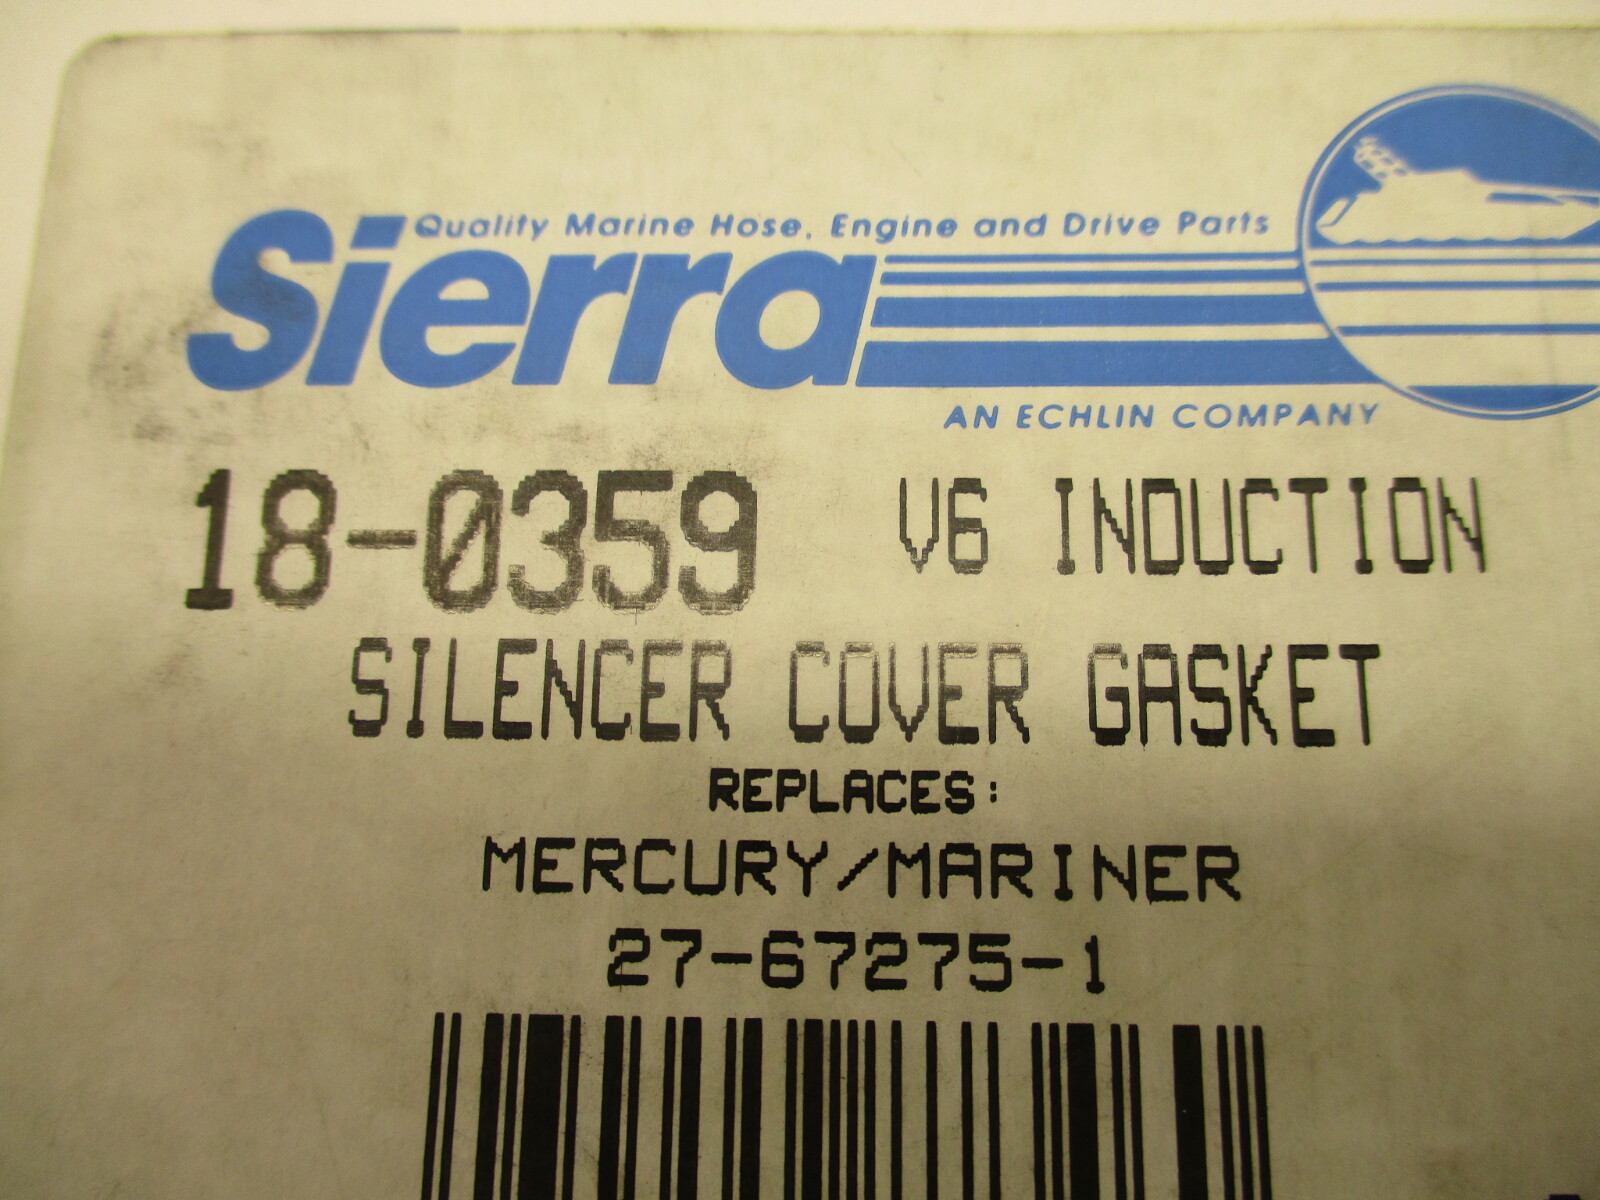 Quality Marine Hose, Engine and Drive Parts
Sierra
AN ECHLIN COMPANY
18-0359 V6 INDUCTION
SILENCER COVER GASKET
REPLACES:
MERCURY/MARINER
27-67275-1